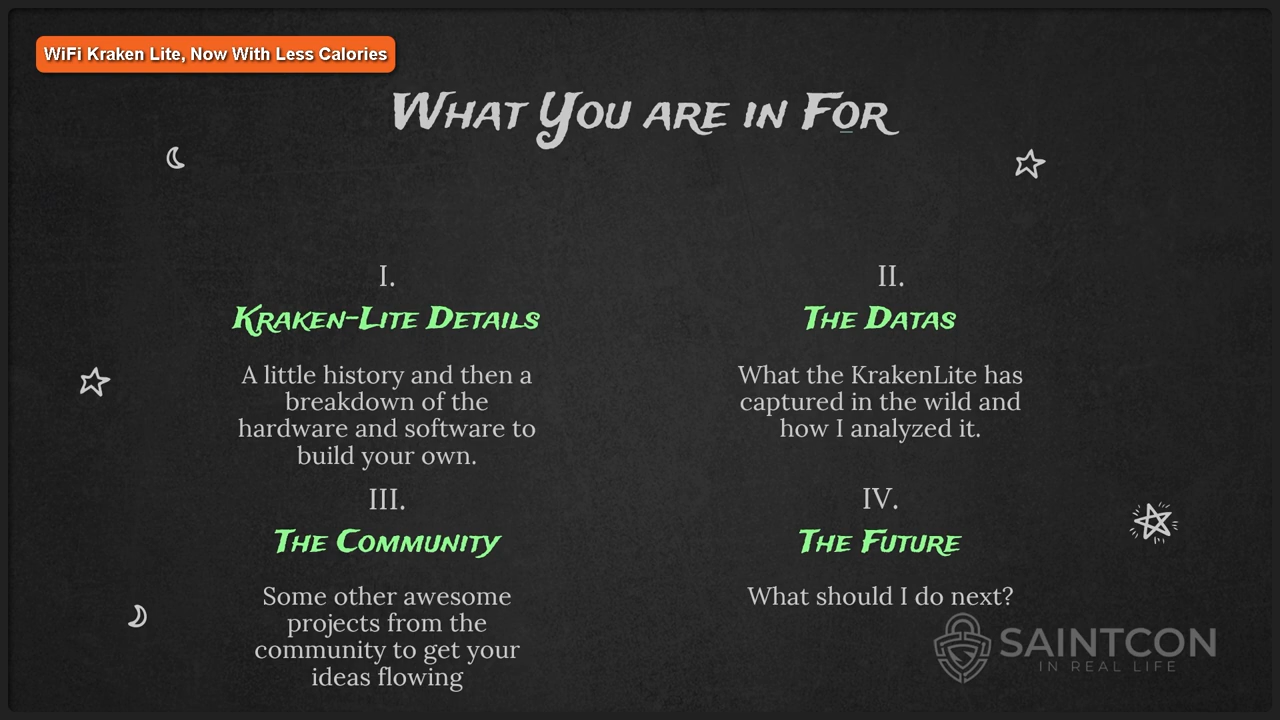 WiFi Kraken Lite, Now With Less Calories
What You are in For
I.
Kraken-Lite Details
A little history and then a
breakdown of the
hardware and software to
build your own.
II.
The Datas
What the KrakenLite has
captured in the wild and
how I analyzed it.
III.
The Community
Some other awesome
projects from the
community to get your
ideas flowing
IV.
The Future
What should I do next?
SAINTCON
IN REAL LIFE